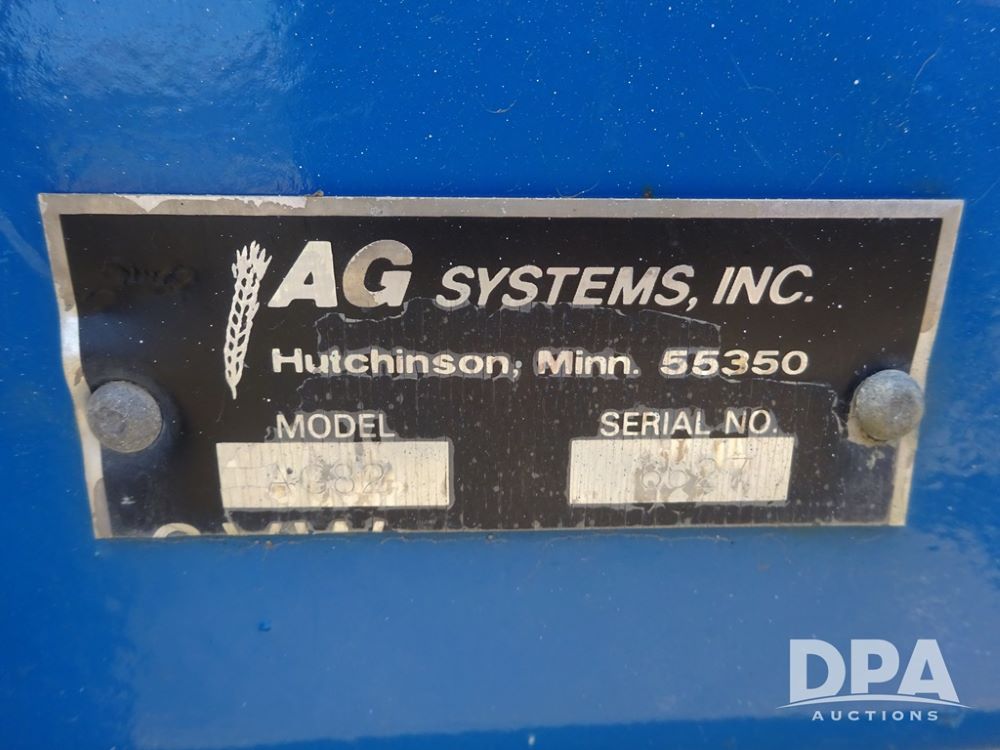 AG SYSTEMS, INC.
Hutchinson, Minn. 55350
MODEL
SERIAL NO.
DPA
AUCTIONS